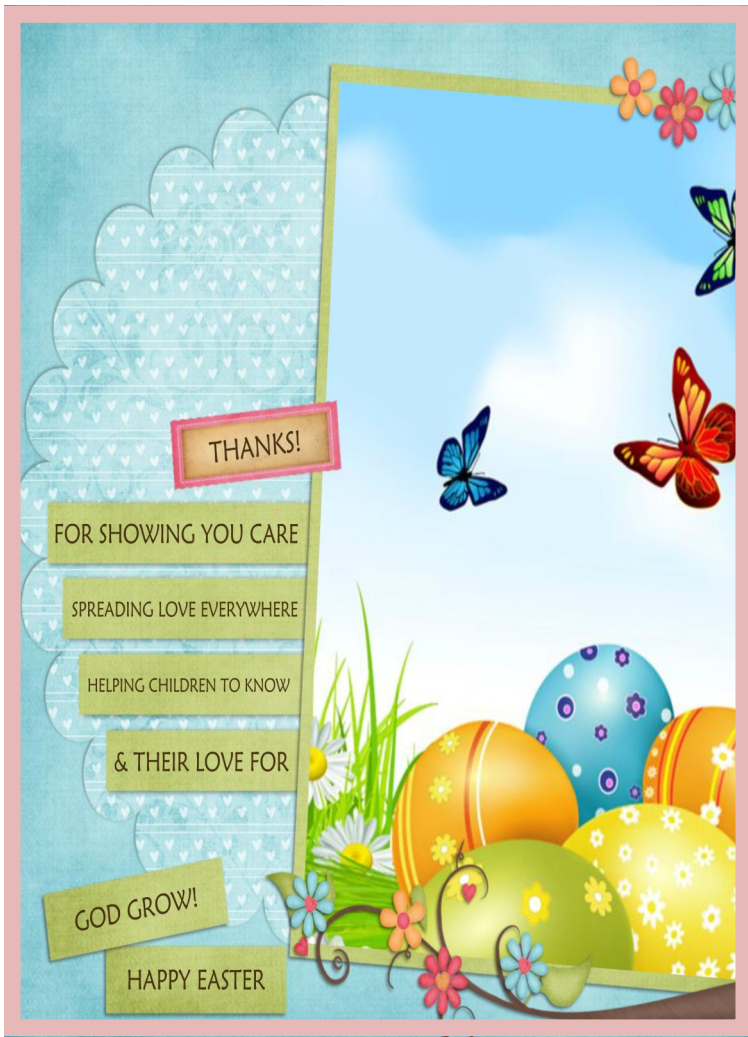 THANKS!
FOR SHOWING YOU CARE
SPREADING LOVE EVERYWHERE
HELPING CHILDREN TO KNOW
& THEIR LOVE FOR
GOD GROW!
HAPPY EASTER